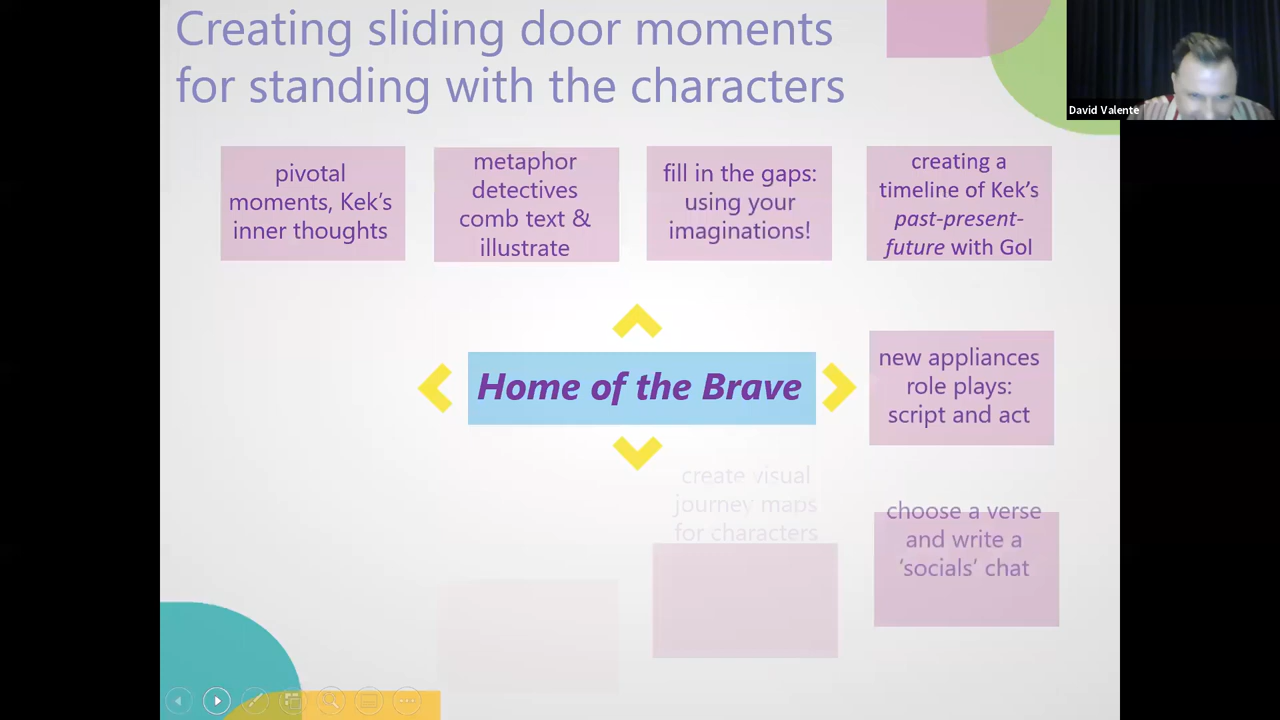 Creating sliding door moments
for standing with the characters
David Valente
pivotal
moments, Kek's
inner thoughts
metaphor
detectives
comb text &
illustrate
fill in the gaps:
using your
imaginations!
creating a
timeline of Kek's
past-present-
future with Gol
Home of the Brave
new appliances
role plays:
script and act
create visual
journey maps
for characters
choose a verse
and write a
'socials' chat